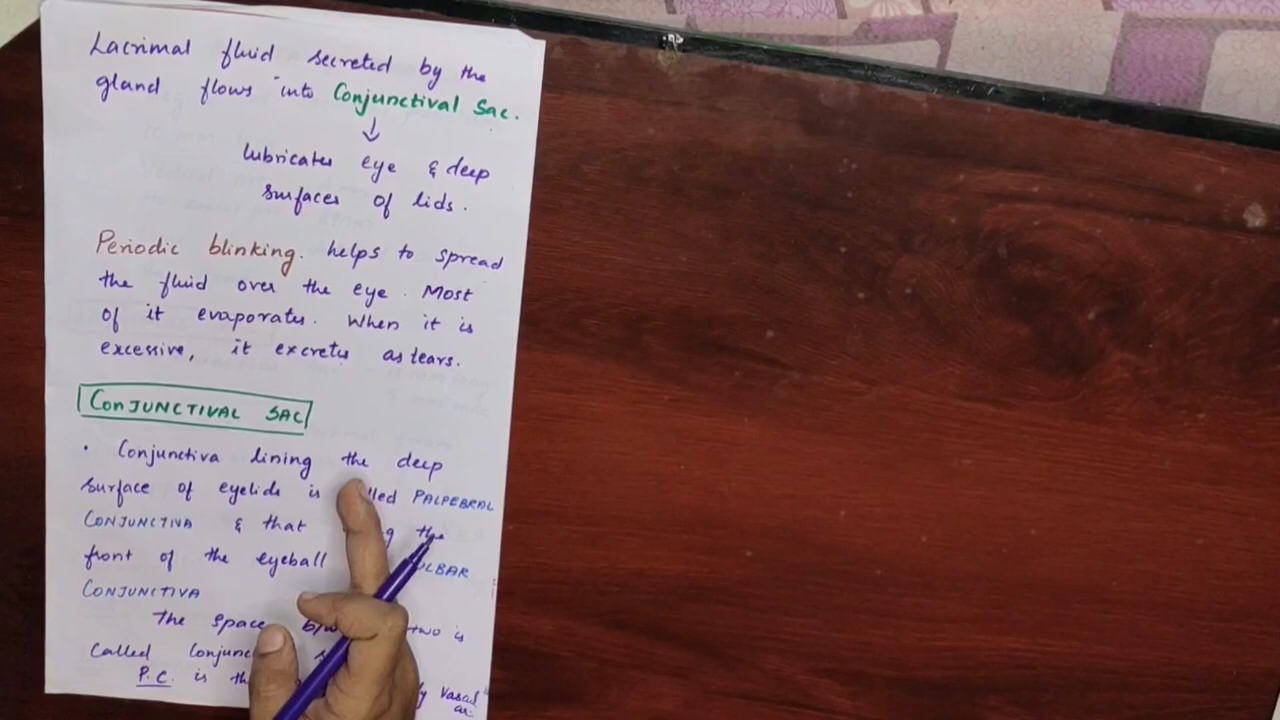 Lacrimal fluid secreted by the
gland flows into Conjunctival Sac.
↓
lubricates eye & deep
surfaces of lids.
Periodic blinking. helps to spread
the fluid over the eye. Most
of it evaporates. When it is
excessive, it excretes as tears.
CONJUNCTIVAL SAC
• Conjunctiva lining the deep
surface of eyelids is PALPEBRAL
CONJUNCTIVA & that the
front of the eyeball
CONJUNCTIVA
The space two is
Called
P.C. is